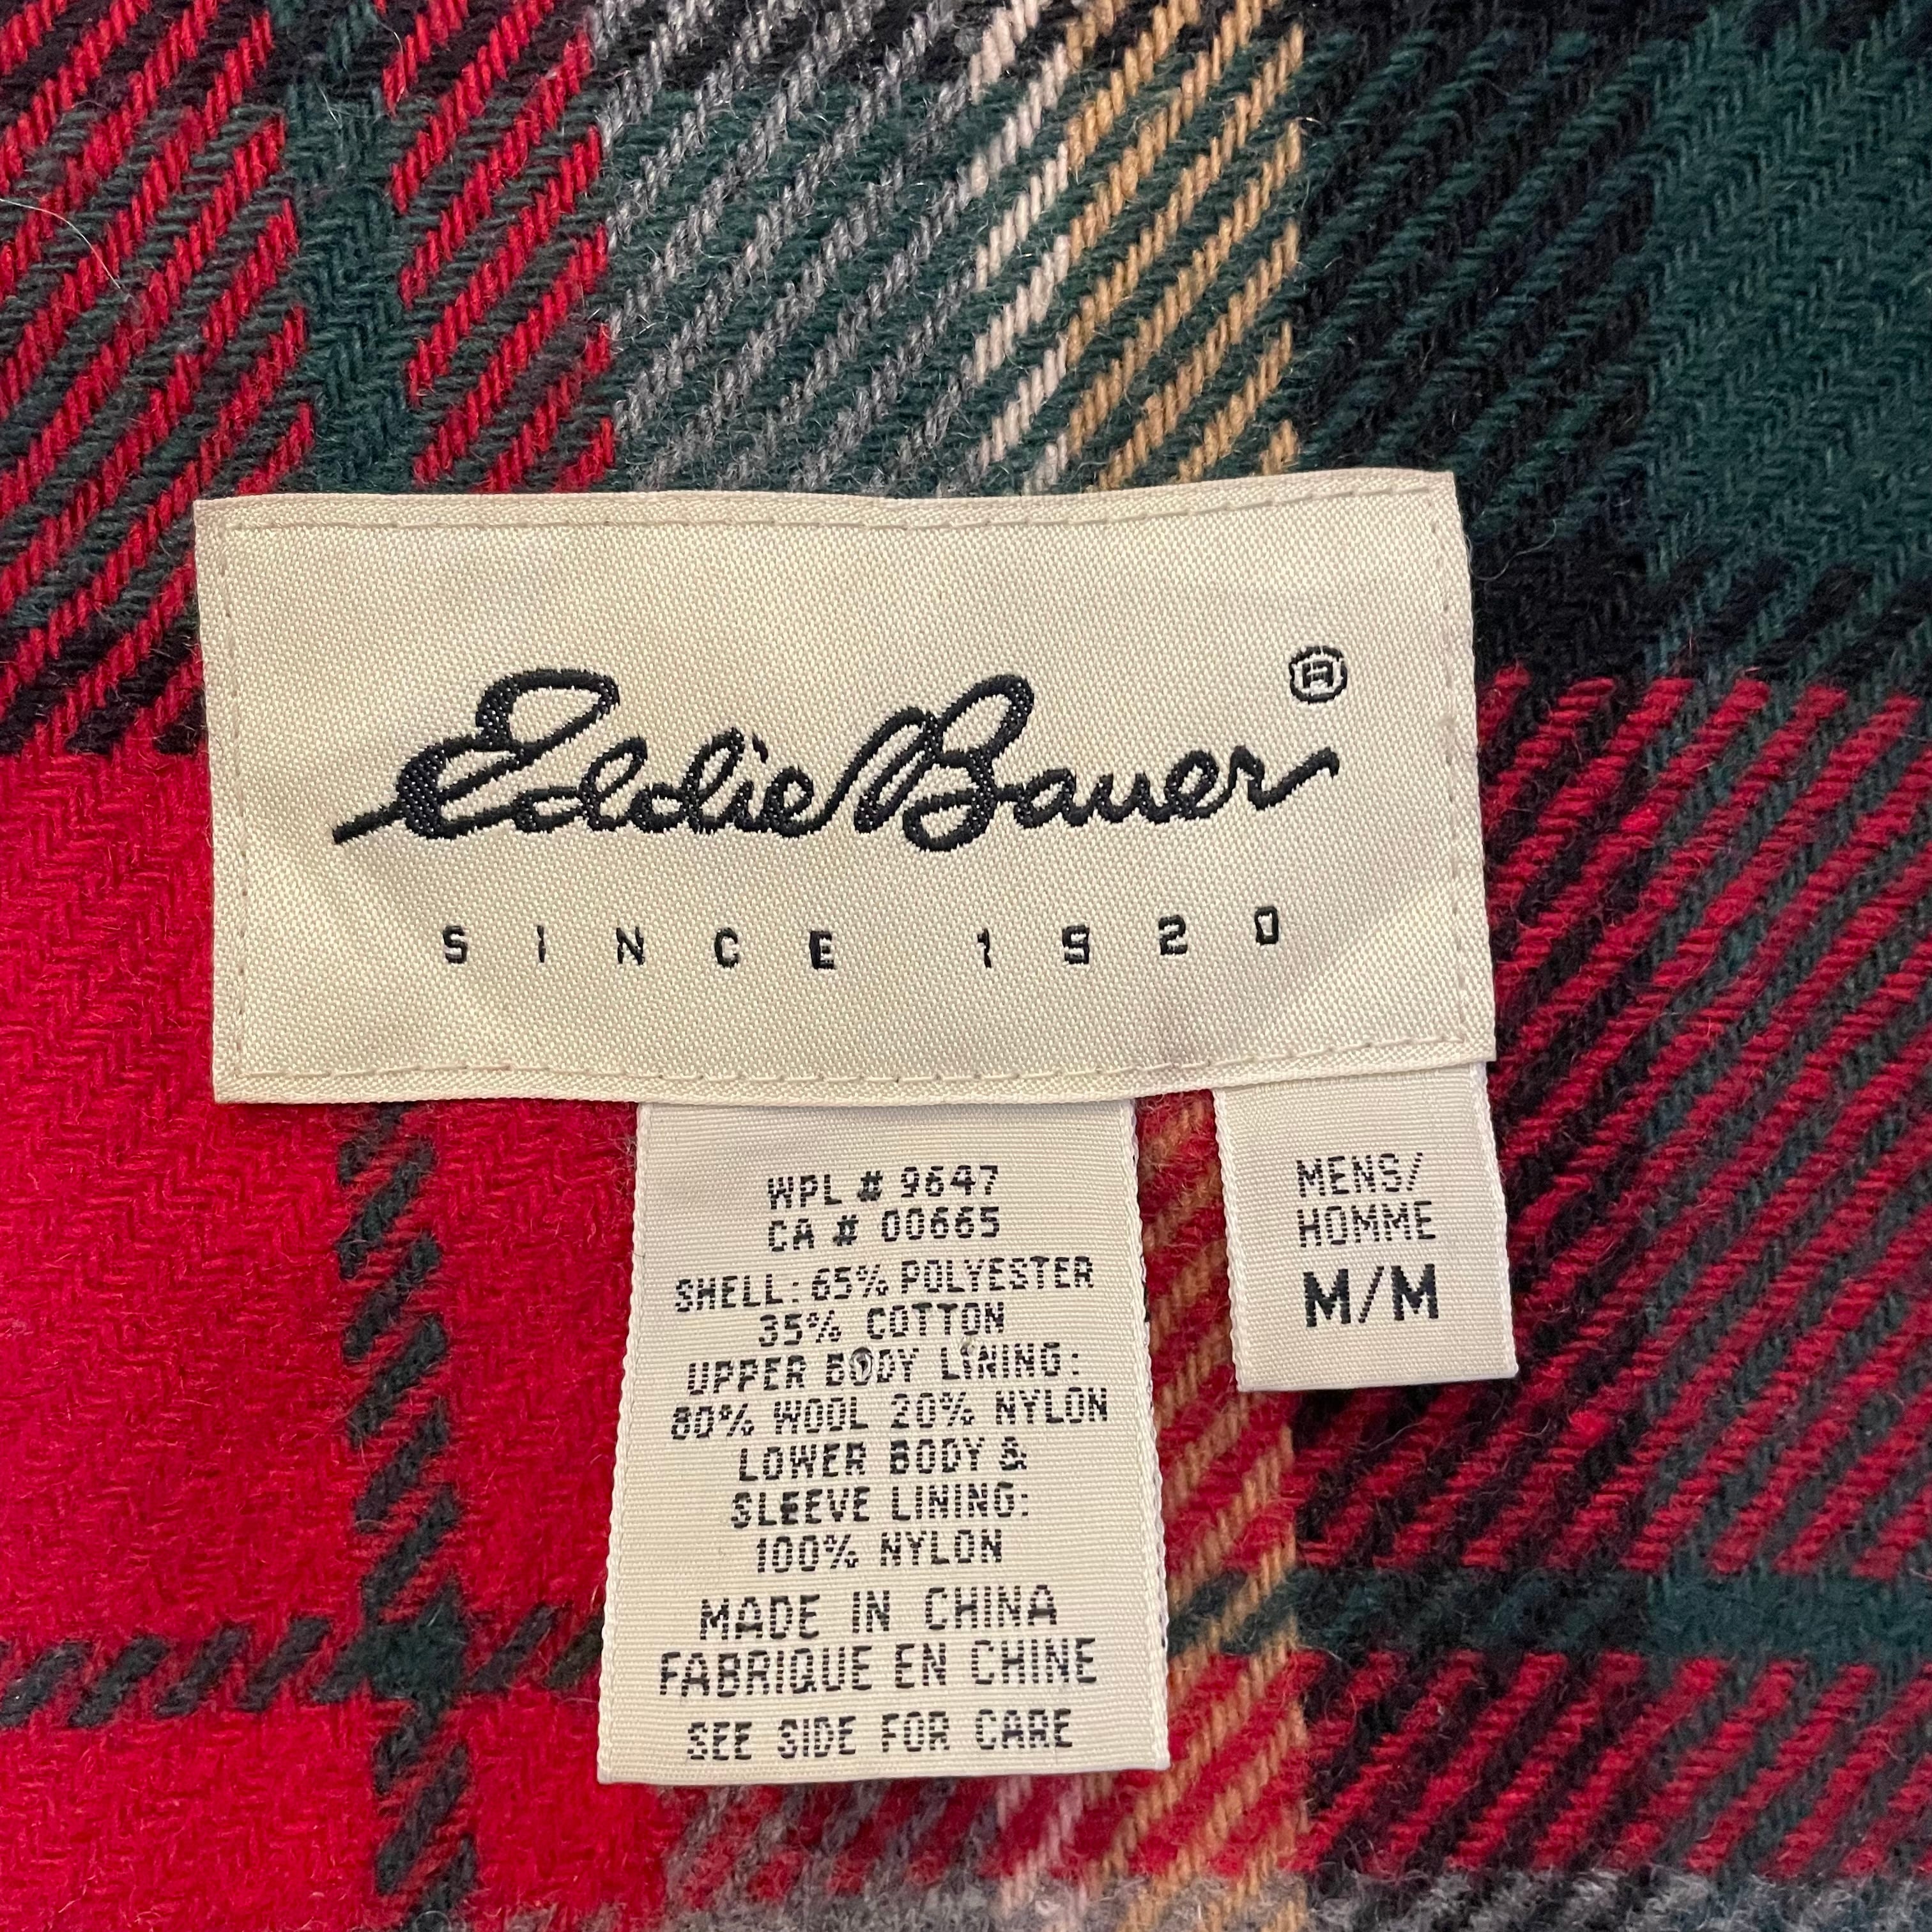 Eddie Bauer ®
SINCE 1920
WPL # 9647
CA # 00665
SHELL: 65% POLYESTER
35% COTTON
UPPER BODY LINING:
80% WOOL 20% NYLON
LOWER BODY &
SLEEVE LINING:
100% NYLON
MADE IN CHINA
FABRIQUE EN CHINE
SEE SIDE FOR CARE
MENS/
HOMME
M/M